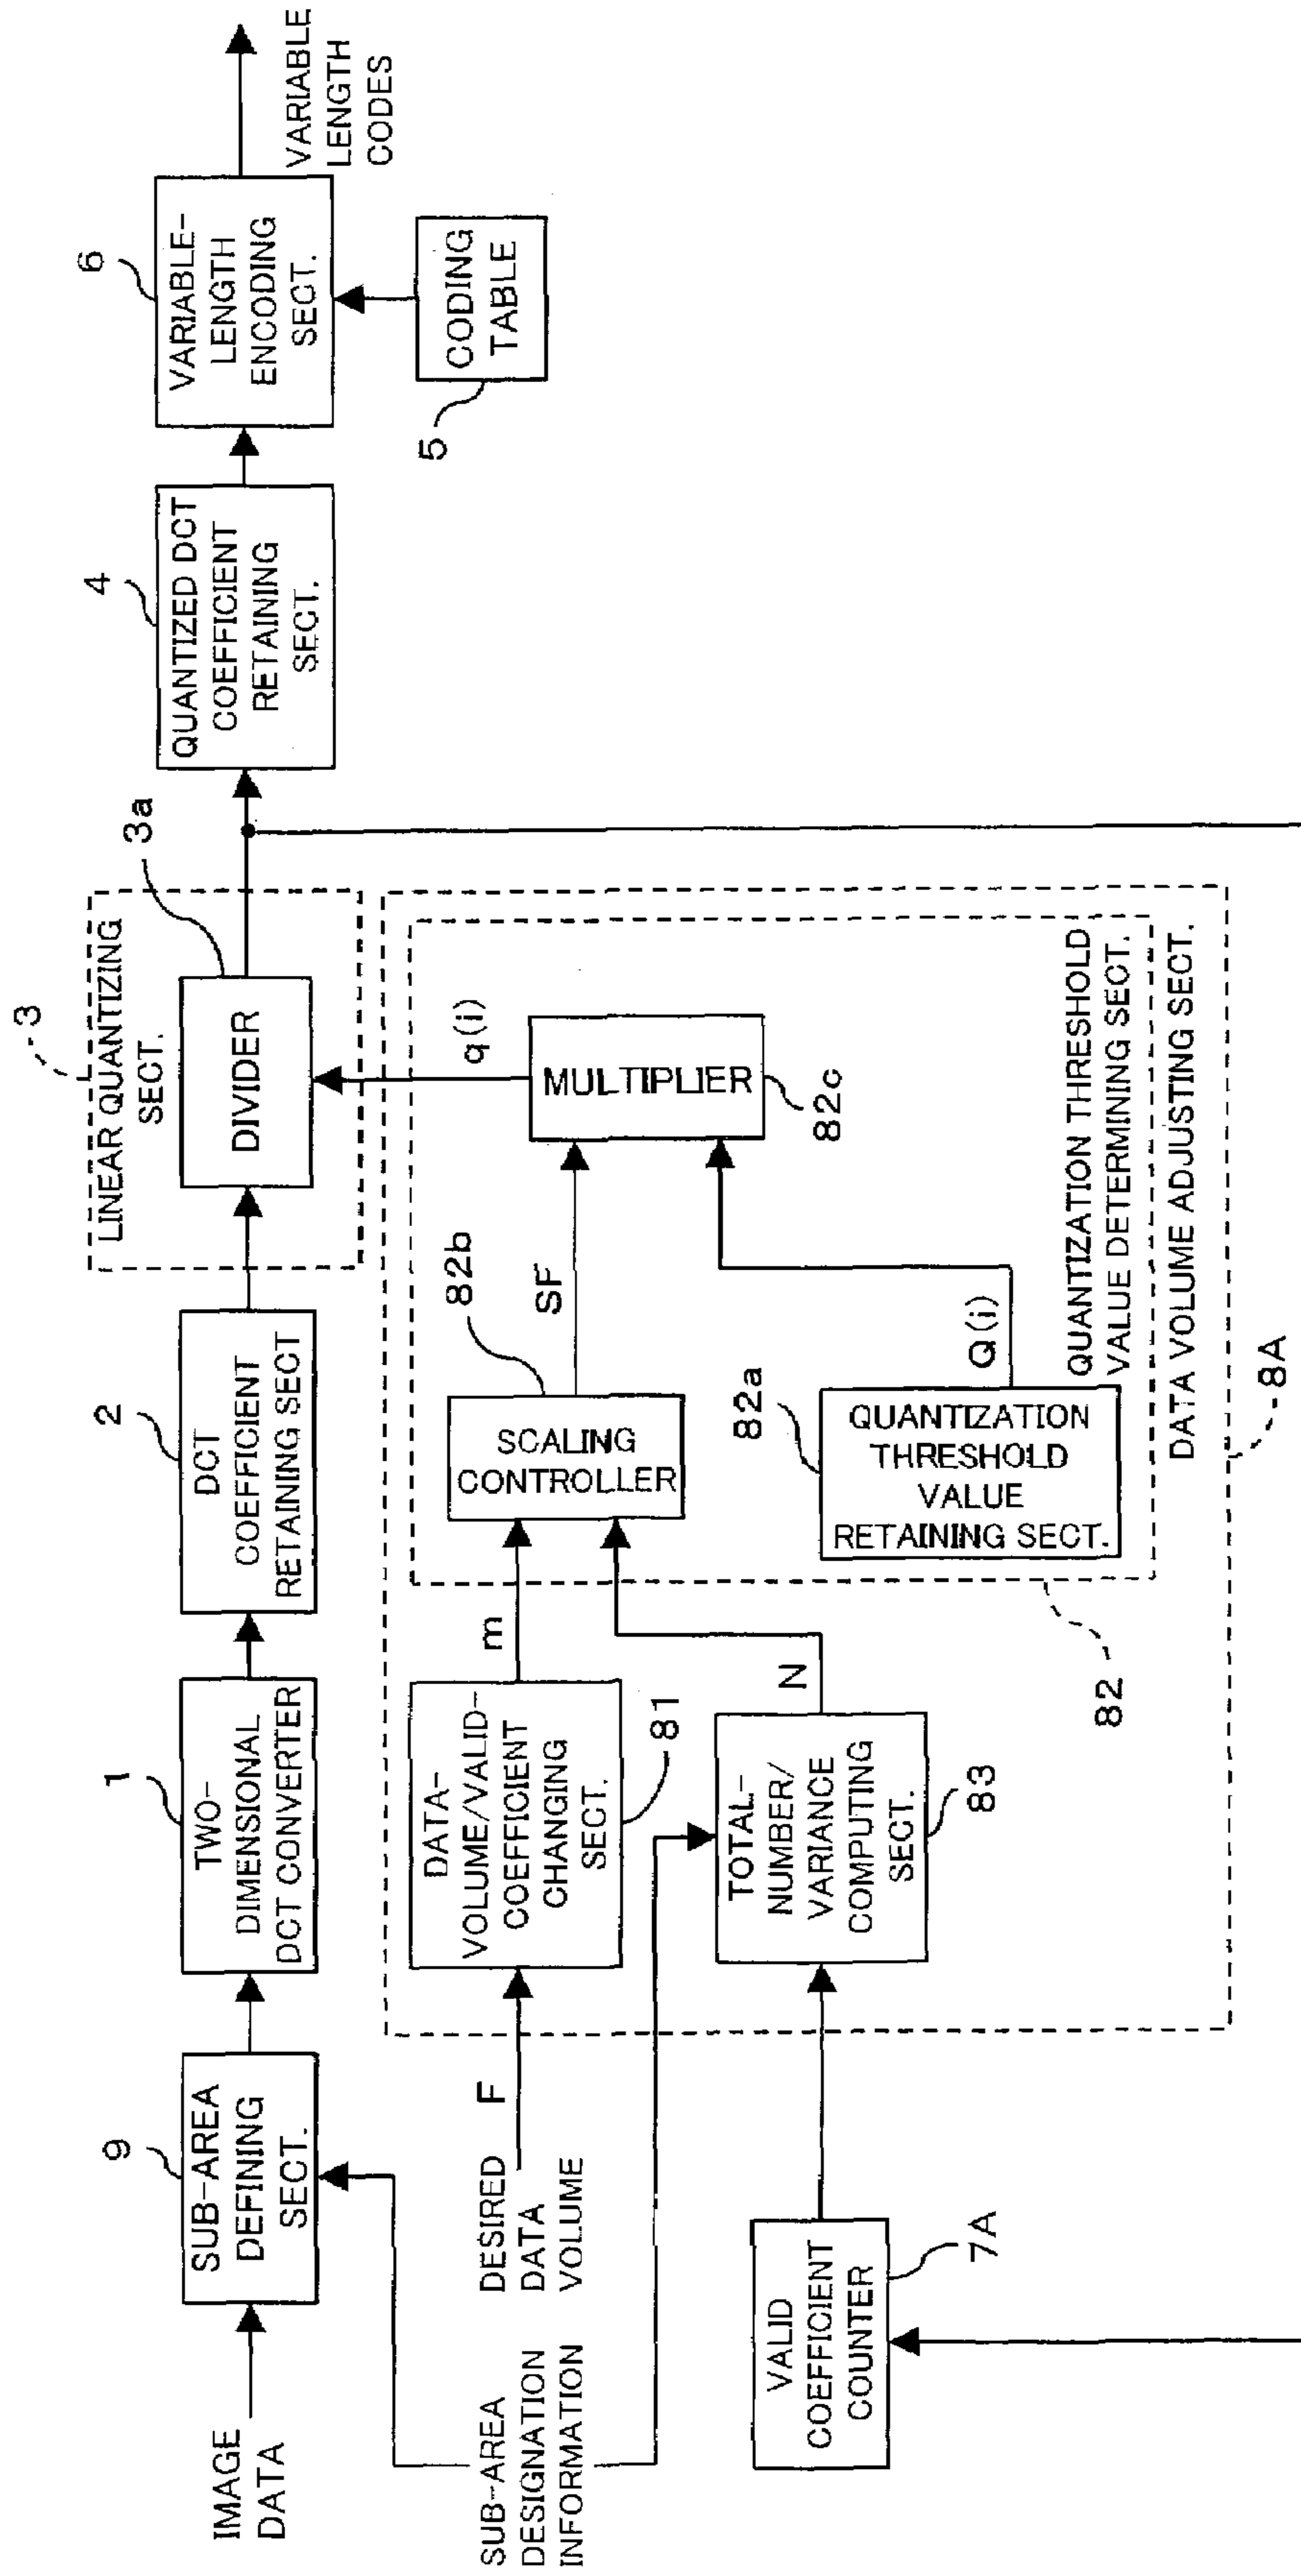 IMAGE
DATA
9
SUB-AREA
DEFINING
SECT.
1
TWO-
DIMENSIONAL
DCT CONVERTER
2
DCT
COEFFICIENT
RETAINING SECT
3
LINEAR QUANTIZING
SECT.
3a
DIVIDER
4
QUANTIZED DCT
COEFFICIENT
RETAINING
SECT.
6
VARIABLE-
LENGTH
ENCODING
SECT.
VARIABLE
LENGTH
CODES
5
CODING
TABLE
SUB-AREA
DESIGNATION
INFORMATION
DESIRED
DATA
VOLUME
F
DATA-
VOLUME/VALID-
COEFFICIENT
CHANGING
SECT.
81
m
SCALING
CONTROLLER
82b
SF
MULTIPLIER
82c
q(i)
VALID
COEFFICIENT
COUNTER
7A
TOTAL-
NUMBER/
VARIANCE
COMPUTING
SECT.
83
N
82
82a
QUANTIZATION
THRESHOLD
VALUE
RETAINING SECT.
Q(i)
QUANTIZATION THRESHOLD
VALUE DETERMINING SECT.
DATA VOLUME ADJUSTING SECT.
8A